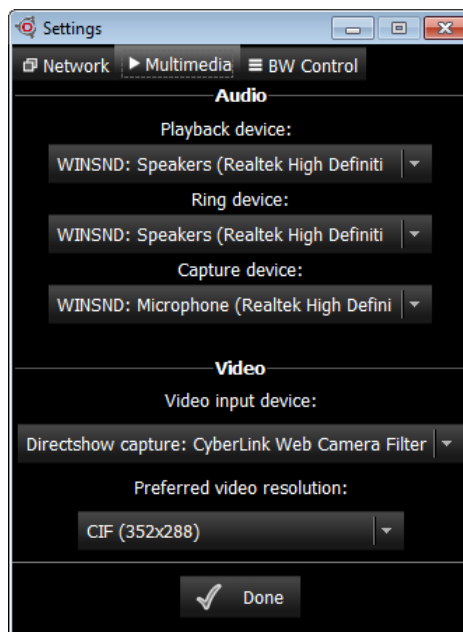 Settings
Network Multimedia BW Control
Audio
Playback device:
WINSND: Speakers (Realtek High Definiti
Ring device:
WINSND: Speakers (Realtek High Definiti
Capture device:
WINSND: Microphone (Realtek High Defini
Video
Video input device:
Directshow capture: CyberLink Web Camera Filter
Preferred video resolution:
CIF (352x288)
Done